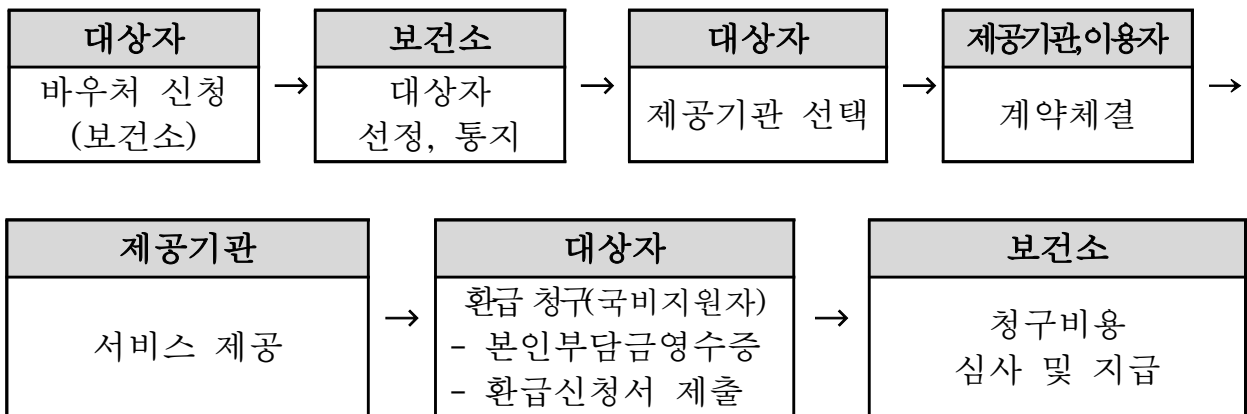 대상자
바우처 신청
(보건소)
→
보건소
대상자
선정, 통지
→
대상자
제공기관 선택
→
제공기관,이용자
계약체결
→
제공기관
서비스 제공
→
대상자
환급 청구(국비지원자)
- 본인부담금영수증
- 환급신청서 제출
→
보건소
청구비용
심사 및 지급